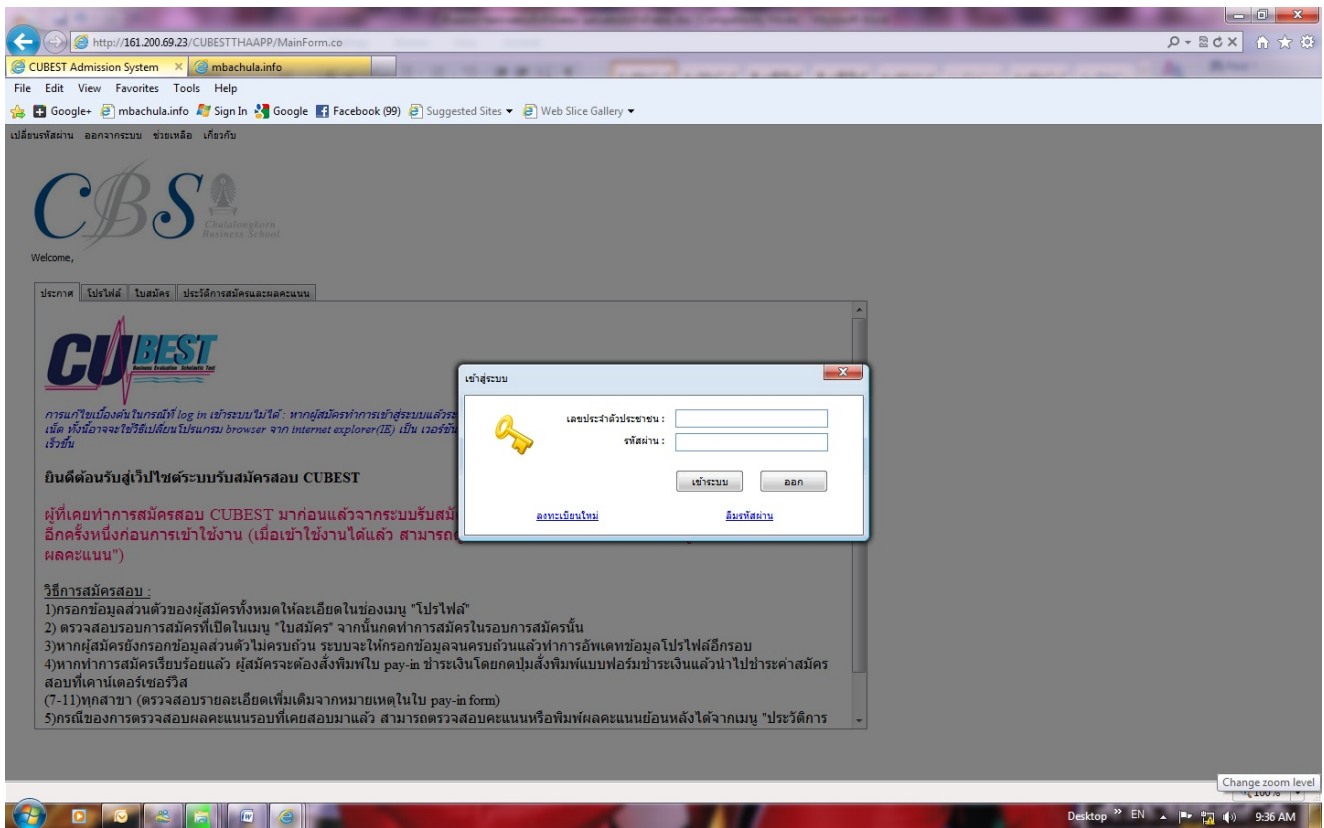 http://161.200.69.23/CUBESTTHAAPP/MainForm.co
CUBEST Admission System
mbachula.info
File Edit View Favorites Tools Help
Google+ mbachula.info Sign In Google Facebook (99) Suggested Sites Web Slice Gallery
เปลี่ยนรหัสผ่าน ออกจากระบบ ช่วยเหลือ เกี่ยวกับ
CBS
Chulalongkorn
Business School
Welcome,
ประกาศ โปรไฟล์ ใบสมัคร ประวัติการสมัครและผลคะแนน
CUBEST
Business Evaluation Scholastic Test
การแก้ไขเบื้องต้นในกรณีที่ log in เข้าระบบไม่ได้ : หากผู้สมัครทำการเข้าสู่ระบบแล้วระ
เน็ต ทั้งนี้อาจจะใช้วิธีเปลี่ยนโปรแกรม browser จาก internet explorer(IE) เป็น เวอร์ชัน
เร็วขึ้น
ยินดีต้อนรับสู่เว็ปไซต์ระบบรับสมัครสอบ CUBEST
ผู้ที่เคยทำการสมัครสอบ CUBEST มาก่อนแล้วจากระบบรับสมั
อีกครั้งหนึ่งก่อนการเข้าใช้งาน (เมื่อเข้าใช้งานได้แล้ว สามารถ
ผลคะแนน")
วิธีการสมัครสอบ :
1)กรอกข้อมูลส่วนตัวของผู้สมัครทั้งหมดให้ละเอียดในช่องเมนู "โปรไฟล์"
2) ตรวจสอบรอบการสมัครที่เปิดในเมนู "ใบสมัคร" จากนั้นกดทำการสมัครในรอบการสมัครนั้น
3)หากผู้สมัครยังกรอกข้อมูลส่วนตัวไม่ครบถ้วน ระบบจะให้กรอกข้อมูลจนครบถ้วนแล้วทำการอัพเดทข้อมูลโปรไฟล์อีกรอบ
4)หากทำการสมัครเรียบร้อยแล้ว ผู้สมัครจะต้องสั่งพิมพ์ใบ pay-in ชำระเงินโดยกดปุ่มสั่งพิมพ์แบบฟอร์มชำระเงินแล้วนำไปชำระค่าสมัคร
สอบที่เคาน์เตอร์เซอร์วิส
(7-11)ทุกสาขา (ตรวจสอบรายละเอียดเพิ่มเติมจากหมายเหตุในใบ pay-in form)
5)กรณีของการตรวจสอบผลคะแนนรอบที่เคยสอบมาแล้ว สามารถตรวจสอบคะแนนหรือพิมพ์ผลคะแนนย้อนหลังได้จากเมนู "ประวัติการ
เข้าสู่ระบบ
เลขประจำตัวประชาชน :
รหัสผ่าน :
เข้าระบบ ออก
ลงทะเบียนใหม่ ลืมรหัสผ่าน
Change zoom level
Desktop EN 9:36 AM